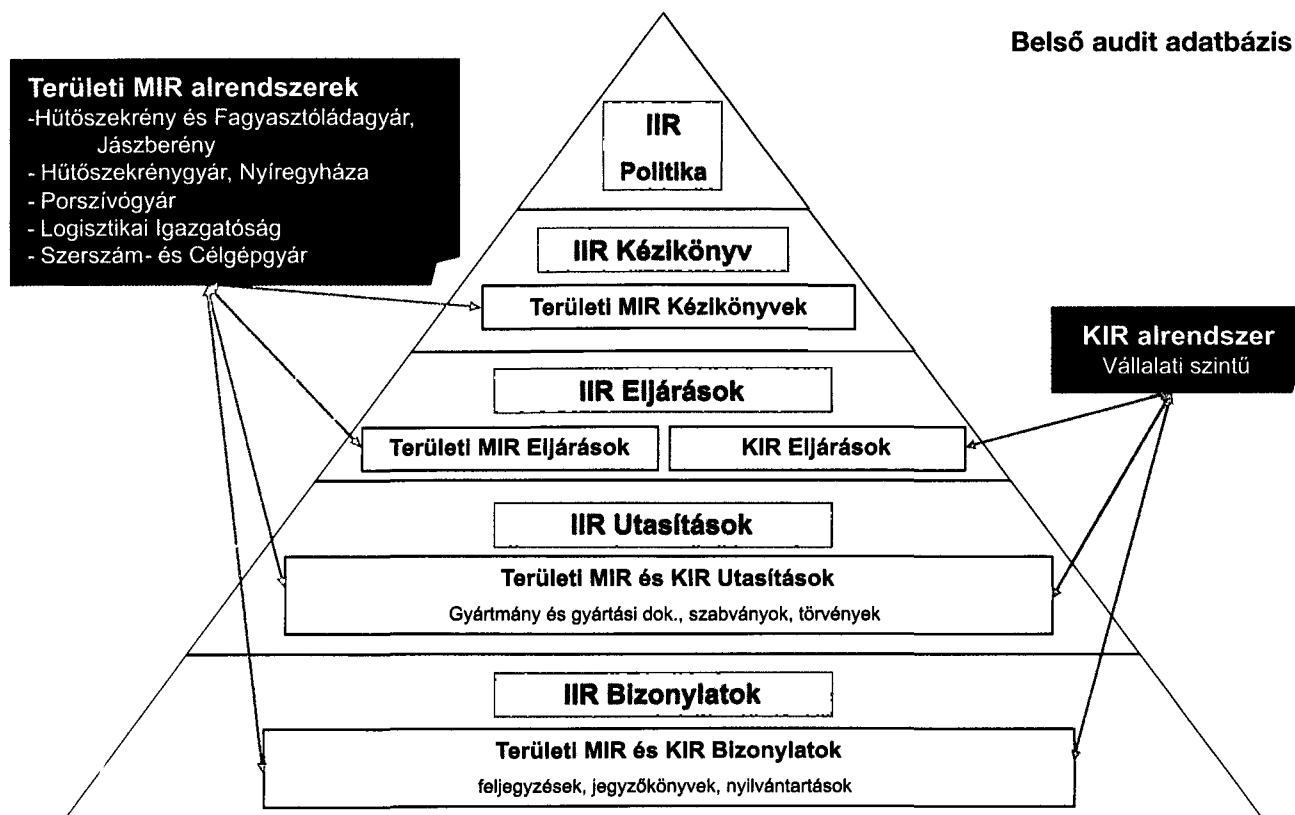 Belső audit adatbázis
Területi MIR alrendszerek
-Hűtőszekrény és Fagyasztóládagyár,
Jászberény
- Hűtőszekrénygyár, Nyíregyháza
- Porszívógyár
- Logisztikai Igazgatóság
- Szerszám- és Célgépgyár
IIR
Politika
IIR Kézikönyv
Területi MIR Kézikönyvek
KIR alrendszer
Vállalati szintű
IIR Eljárások
Területi MIR Eljárások
KIR Eljárások
IIR Utasítások
Területi MIR és KIR Utasítások
Gyártmány és gyártási dok., szabványok, törvények
IIR Bizonylatok
Területi MIR és KIR Bizonylatok
feljegyzések, jegyzőkönyvek, nyilvántartások